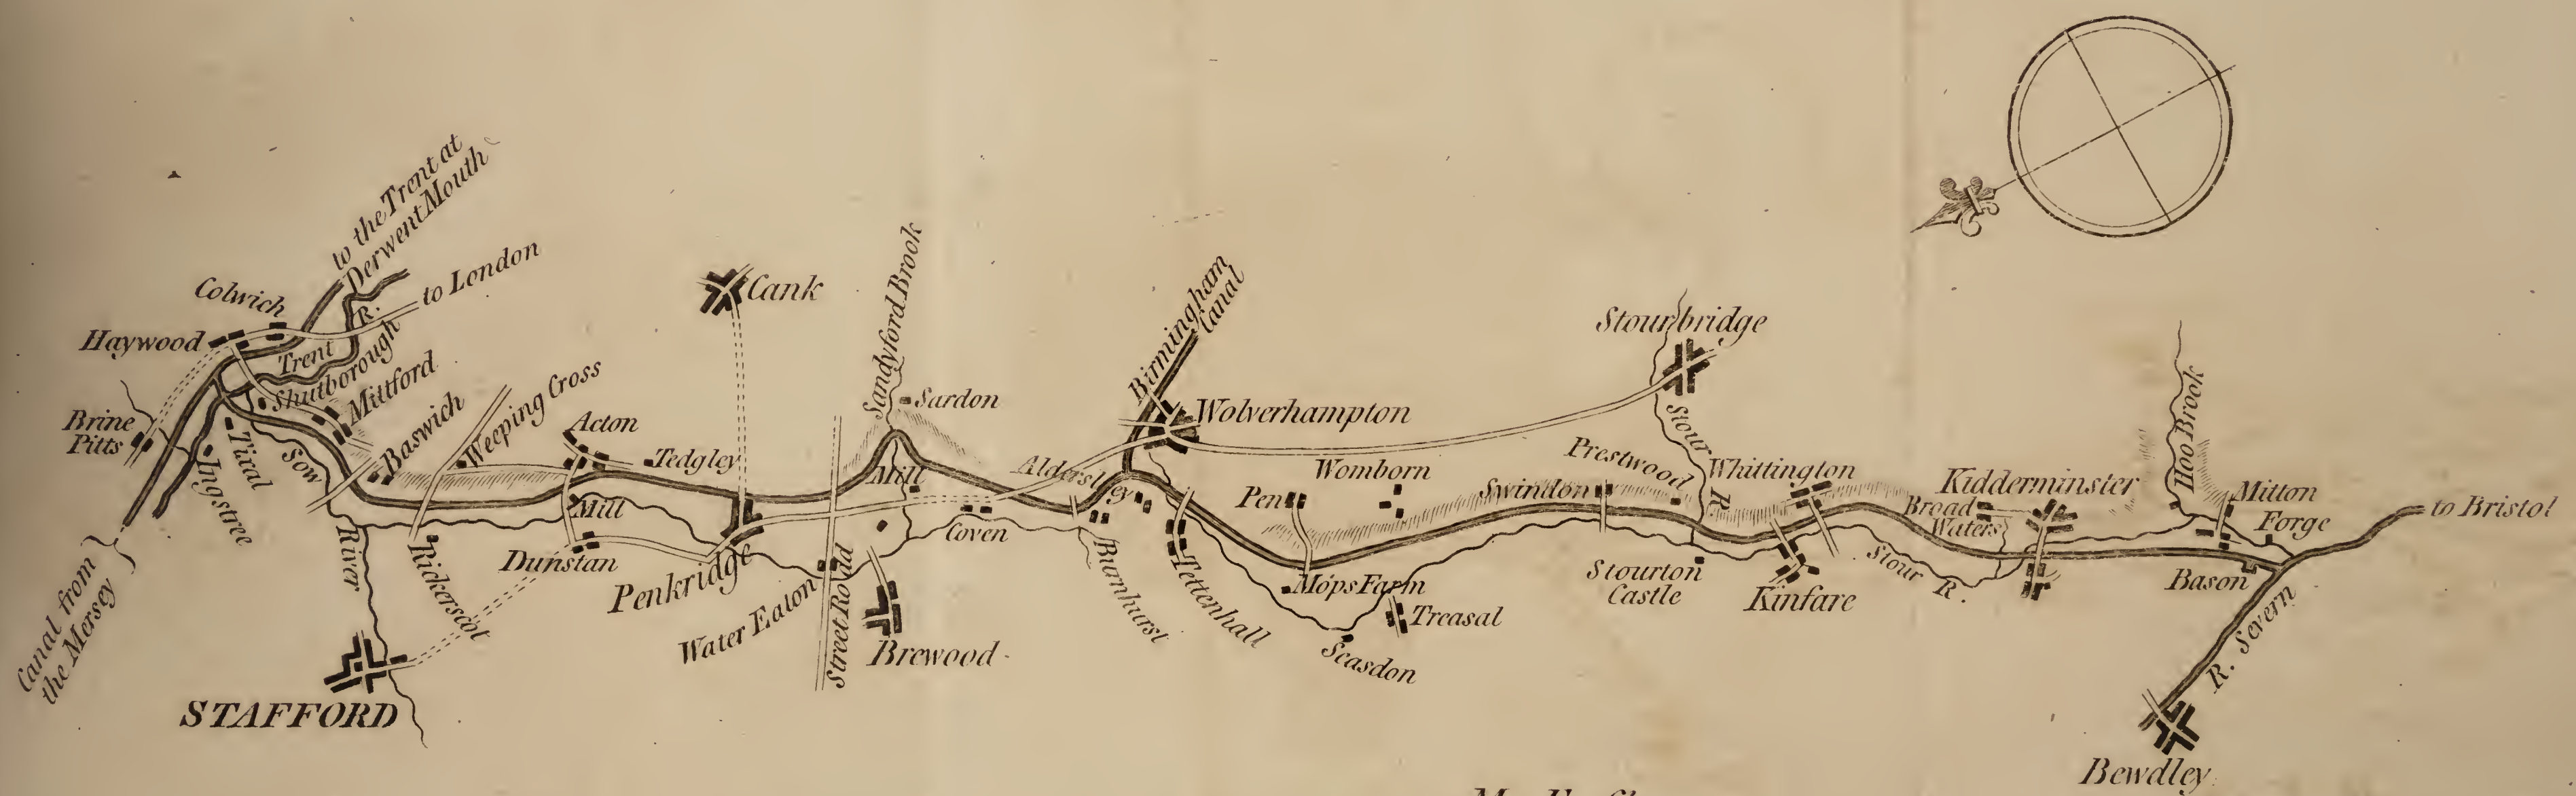 to the Trent at
Derwent Mouth
to London
Colwich
Haywood
R.
Trent
Shutborough
Mittford
Brine
Pitts
Tixal
Ingstree
Sow
River
Baswich
Weeping Cross
Canal from
the Mersey
Rickerscot
STAFFORD
Acton
Tedgley
Mill
Dunstan
Penkridge
Cank
Water Eaton
Street Road
Sandyford Brook
Sardon
Mill
Brewood
Coven
Aldersley
Birmingham
Canal
Wolverhampton
Barnhurst
Tettenhall
Pen
Womborn
Mops Farm
Treasal
Seasdon
Swindon
Stourbridge
Stour
R.
Prestwood
Whittington
Stourton
Castle
Kinfare
Stour R.
Broad
Waters
Kidderminster
Hoo Brook
Mitton
Forge
Bason
to Bristol
R. Severn
Bewdley